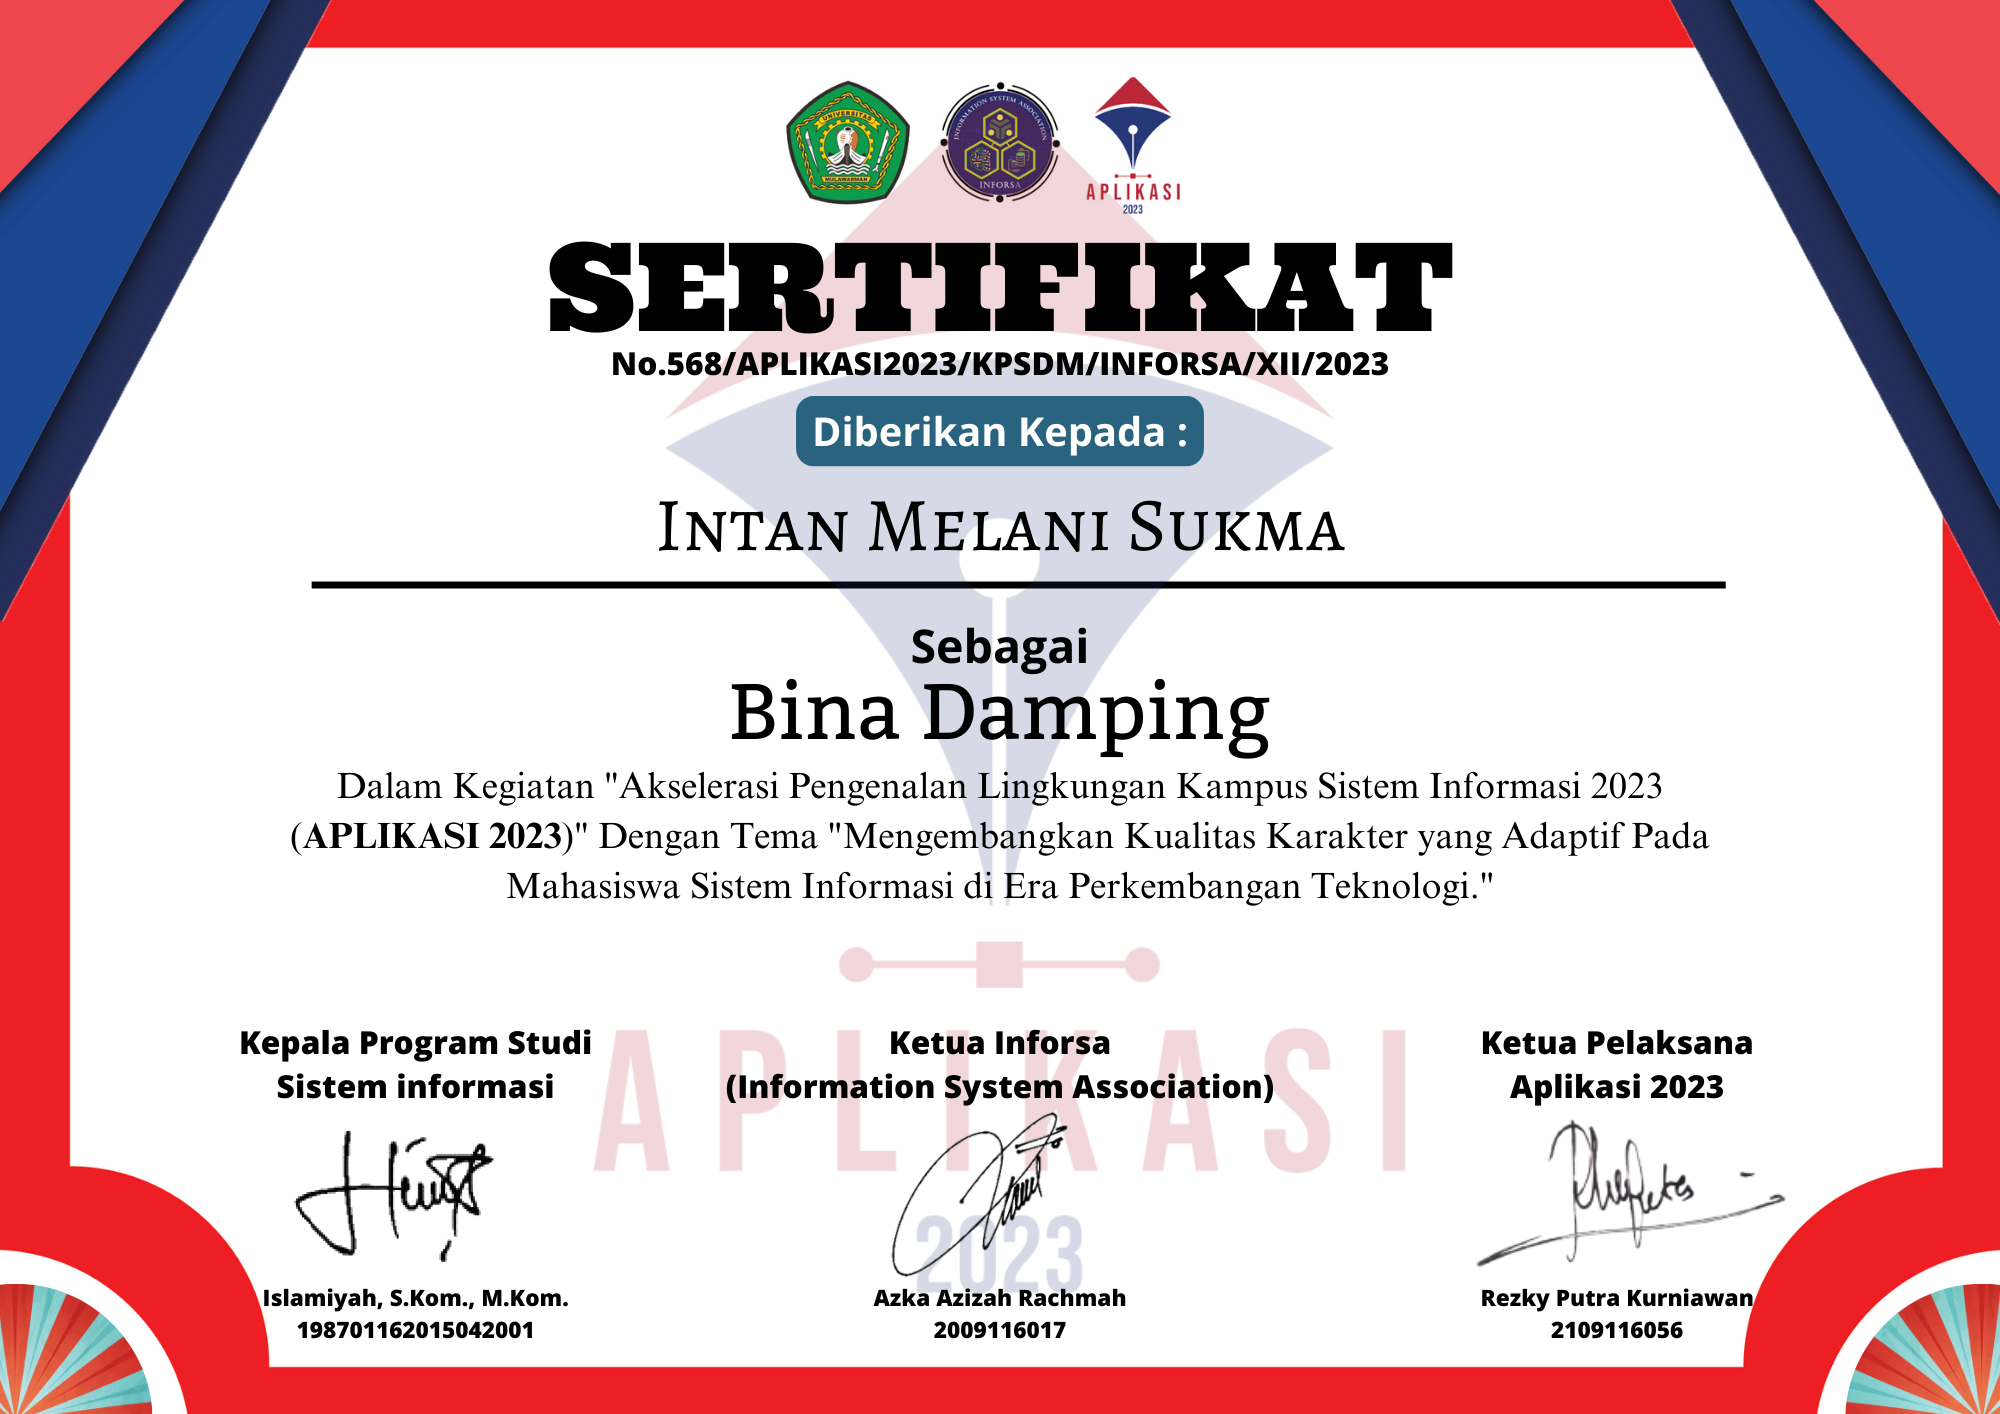 UNIVERSITAS
MULAWARMAN
INFORMATION SYSTEM ASSOCIATION
INFORSA
APLIKASI
2023
SERTIFIKAT
No.568/APLIKASI2023/KPSDM/INFORSA/XII/2023
Diberikan Kepada :
Intan Melani Sukma
Sebagai
Bina Damping
Dalam Kegiatan "Akselerasi Pengenalan Lingkungan Kampus Sistem Informasi 2023
(APLIKASI 2023)" Dengan Tema "Mengembangkan Kualitas Karakter yang Adaptif Pada
Mahasiswa Sistem Informasi di Era Perkembangan Teknologi."
APLIKASI
2023
Kepala Program Studi
Sistem informasi
Islamiyah, S.Kom., M.Kom.
198701162015042001
Ketua Inforsa
(Information System Association)
Azka Azizah Rachmah
2009116017
Ketua Pelaksana
Aplikasi 2023
Rezky Putra Kurniawan
2109116056